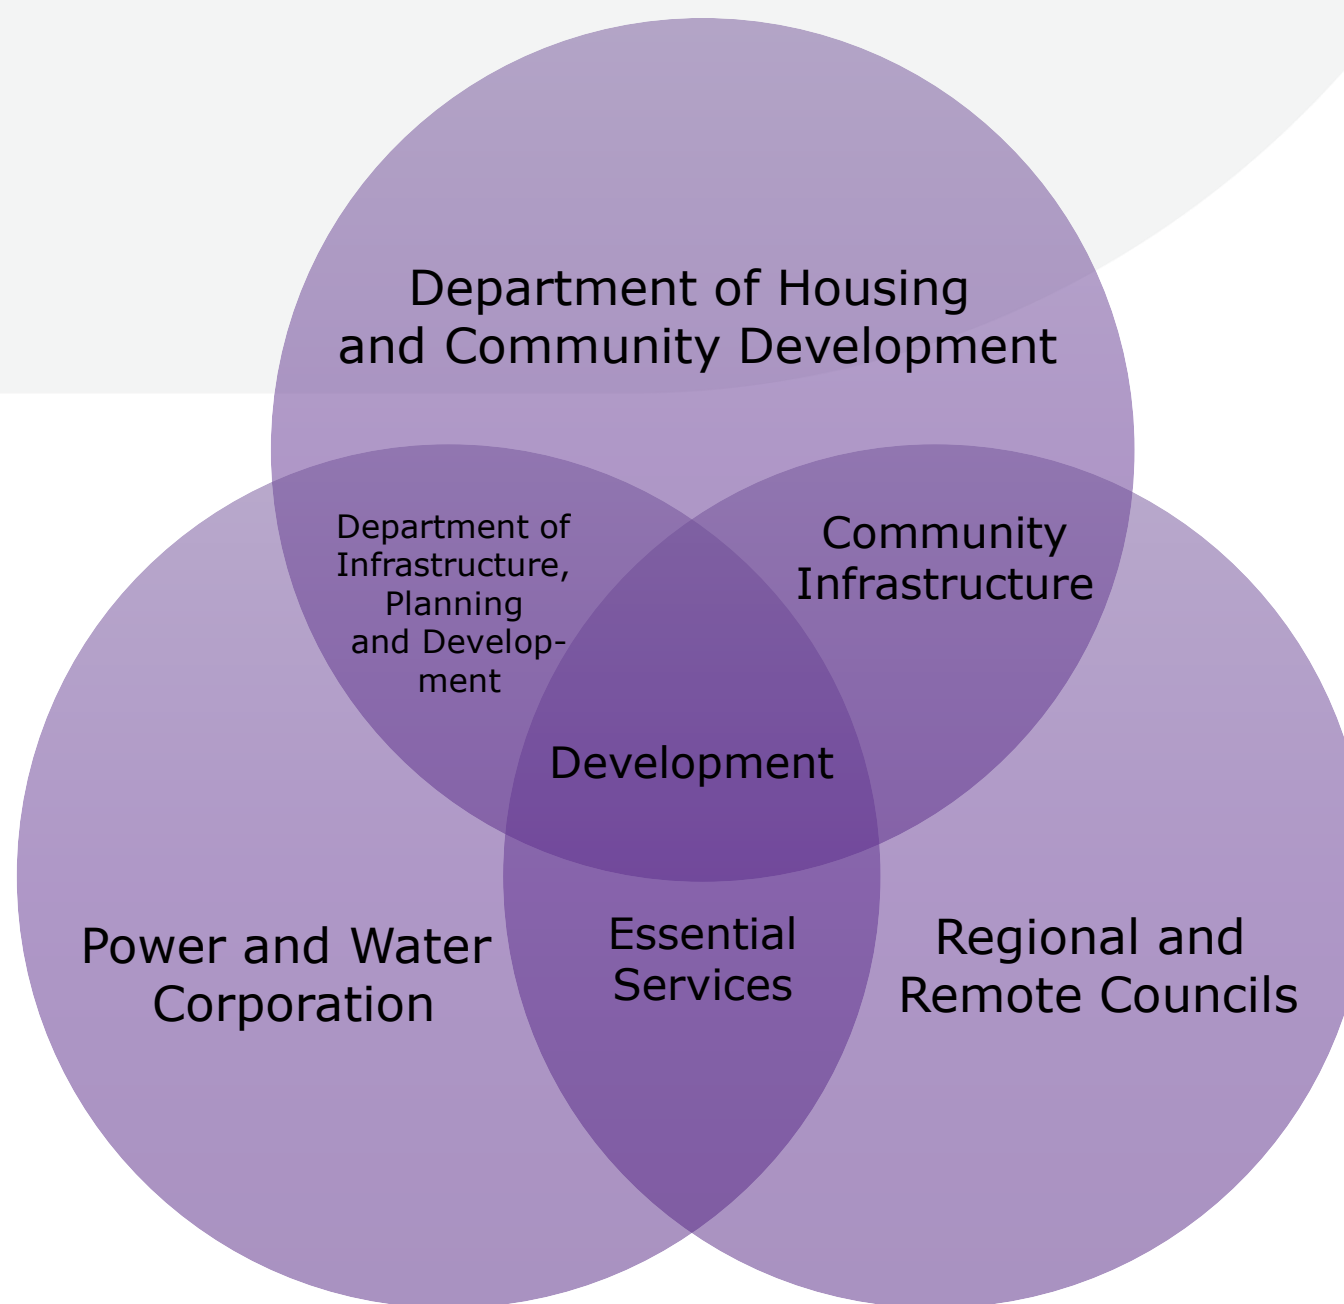 Department of Housing
and Community Development
Department of
Infrastructure,
Planning
and Develop-
ment
Community
Infrastructure
Development
Essential
Services
Power and Water
Corporation
Regional and
Remote Councils